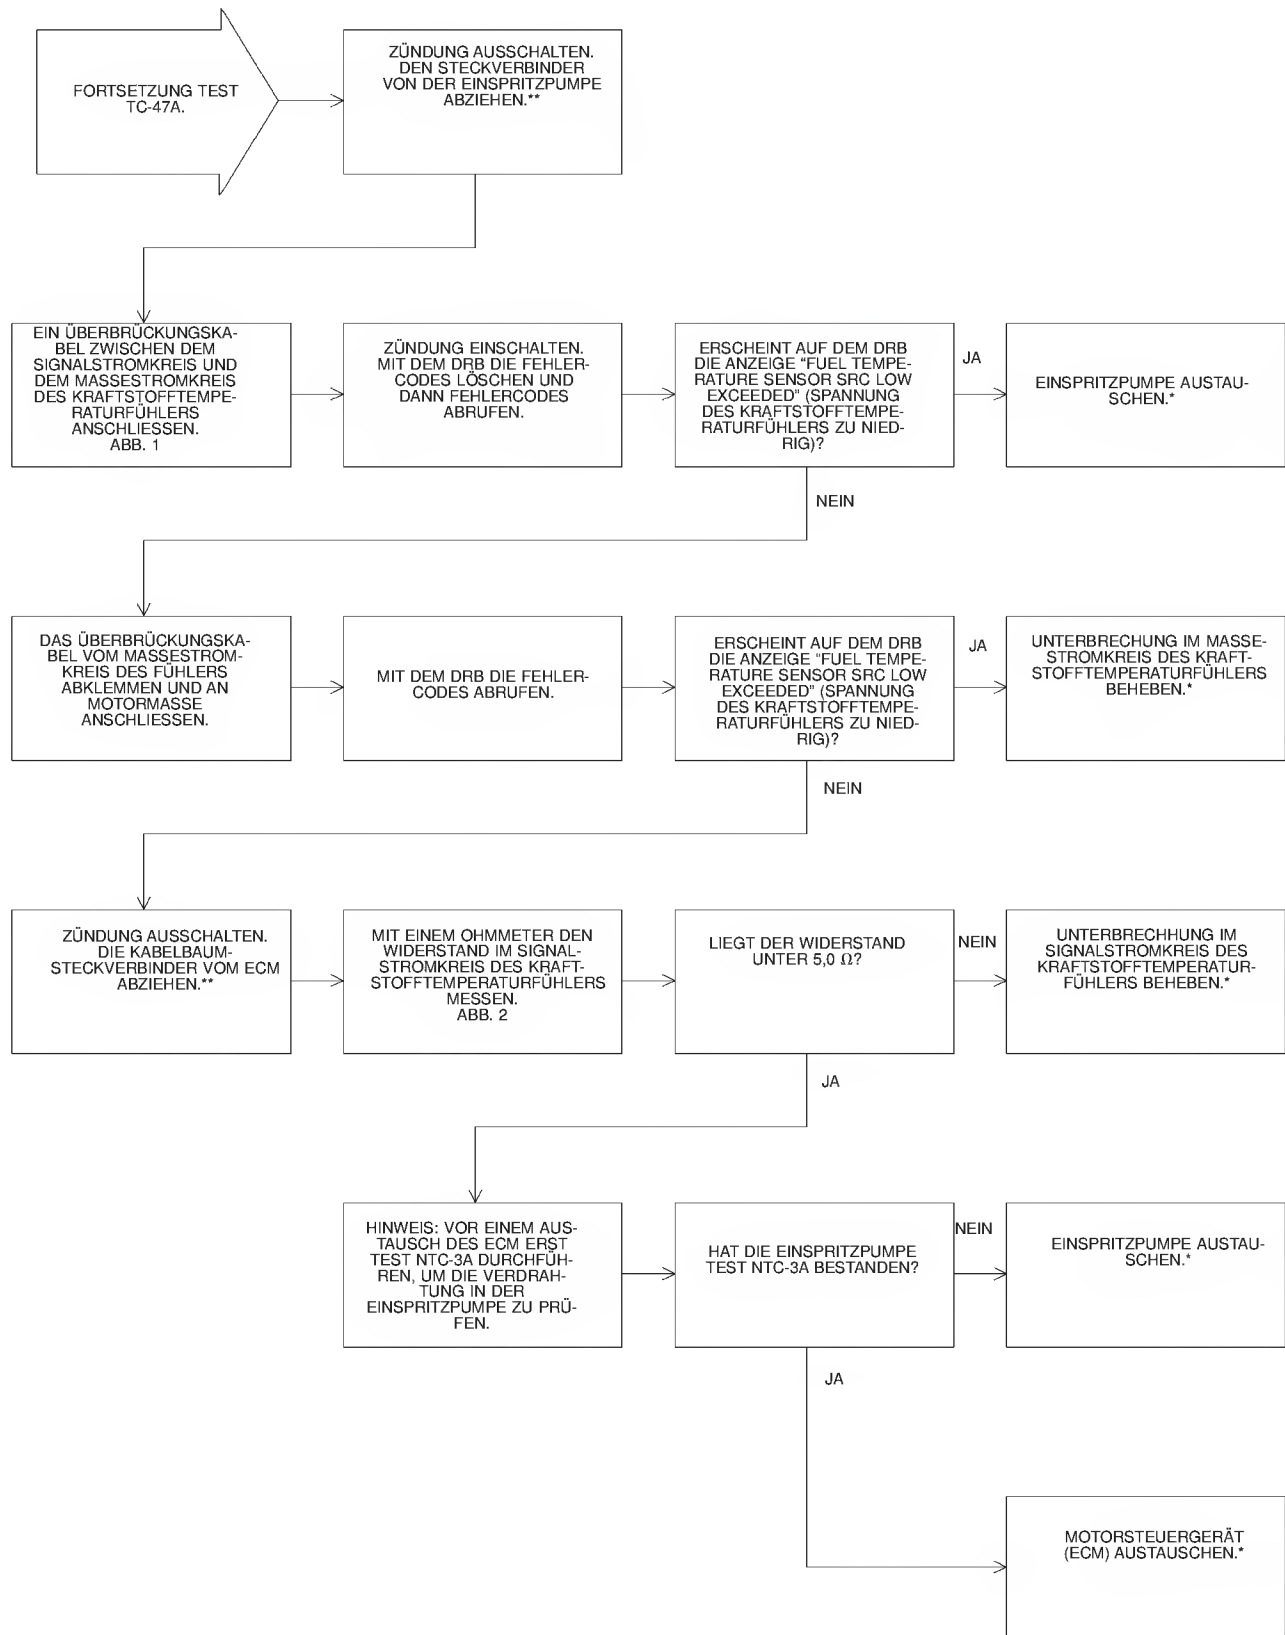 FORTSETZUNG TEST
TC-47A.
ZÜNDUNG AUSSCHALTEN.
DEN STECKVERBINDER
VON DER EINSPRITZPUMPE
ABZIEHEN.**
EIN ÜBERBRÜCKUNGSKA-
BEL ZWISCHEN DEM
SIGNALSTROMKREIS UND
DEM MASSESTROMKREIS
DES KRAFTSTOFFTEMPE-
RATURFÜHLERS
ANSCHLIESSEN.
ABB. 1
ZÜNDUNG EINSCHALTEN.
MIT DEM DRB DIE FEHLER-
CODES LÖSCHEN UND
DANN FEHLERCODES
ABRUFEN.
ERSCHEINT AUF DEM DRB
DIE ANZEIGE “FUEL TEMPE-
RATURE SENSOR SRC LOW
EXCEEDED” (SPANNUNG
DES KRAFTSTOFFTEMPE-
RATURFÜHLERS ZU NIED-
RIG)?
JA
EINSPRITZPUMPE AUSTAU-
SCHEN.*
NEIN
DAS ÜBERBRÜCKUNGSKA-
BEL VOM MASSESTROM-
KREIS DES FÜHLERS
ABKLEMMEN UND AN
MOTORMASSE
ANSCHLIESSEN.
MIT DEM DRB DIE FEHLER-
CODES ABRUFEN.
ERSCHEINT AUF DEM DRB
DIE ANZEIGE “FUEL TEMPE-
RATURE SENSOR SRC LOW
EXCEEDED” (SPANNUNG
DES KRAFTSTOFFTEMPE-
RATURFÜHLERS ZU NIED-
RIG)?
JA
UNTERBRECHUNG IM MASSE-
STROMKREIS DES KRAFT-
STOFFTEMPERATURFÜHLERS
BEHEBEN.*
NEIN
ZÜNDUNG AUSSCHALTEN.
DIE KABELBAUM-
STECKVERBINDER VOM ECM
ABZIEHEN.**
MIT EINEM OHMMETER DEN
WIDERSTAND IM SIGNAL-
STROMKREIS DES KRAFT-
STOFFTEMPERATURFÜHLERS
MESSEN.
ABB. 2
LIEGT DER WIDERSTAND
UNTER 5,0 Ω?
NEIN
UNTERBRECHHUNG IM
SIGNALSTROMKREIS DES
KRAFTSTOFFTEMPERATUR-
FÜHLERS BEHEBEN.*
JA
HINWEIS: VOR EINEM AUS-
TAUSCH DES ECM ERST
TEST NTC-3A DURCHFÜH-
REN, UM DIE VERDRAH-
TUNG IN DER
EINSPRITZPUMPE ZU PRÜ-
FEN.
HAT DIE EINSPRITZPUMPE
TEST NTC-3A BESTANDEN?
NEIN
EINSPRITZPUMPE AUSTAU-
SCHEN.*
JA
MOTORSTEUERGERÄT
(ECM) AUSTAUSCHEN.*